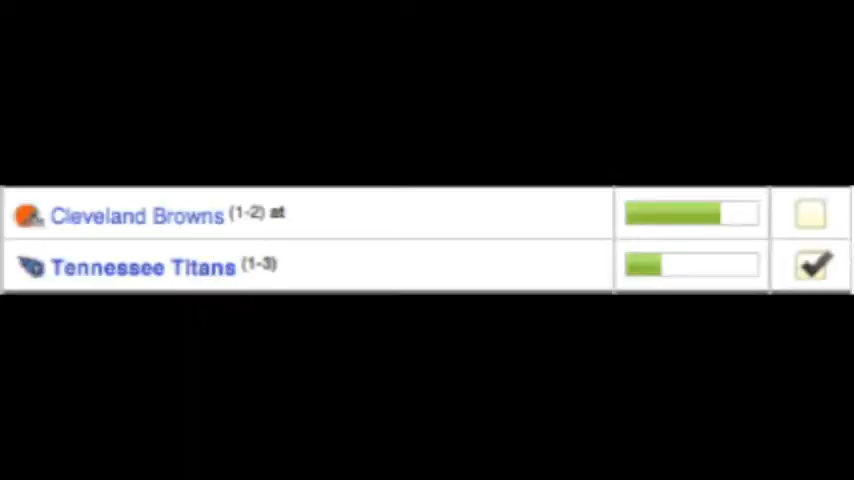 Cleveland Browns (1-2) at
Tennessee Titans (1-3)